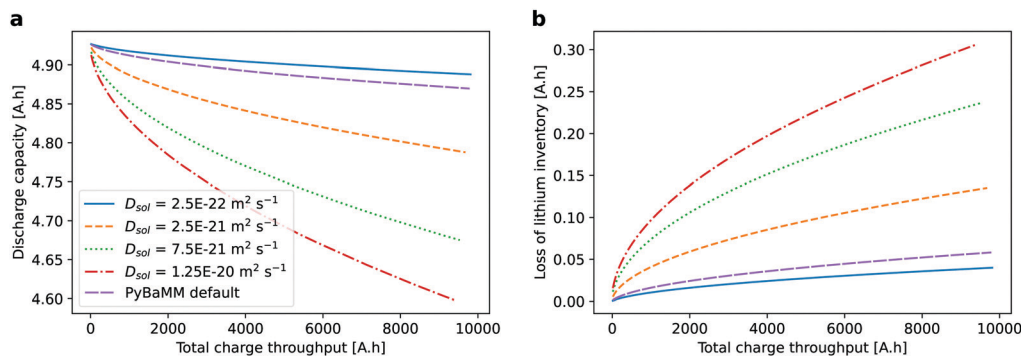 a
Discharge capacity [A.h]
4.90
4.85
4.80
4.75
4.70
4.65
4.60
D_sol = 2.5E-22 m² s⁻¹
D_sol = 2.5E-21 m² s⁻¹
D_sol = 7.5E-21 m² s⁻¹
D_sol = 1.25E-20 m² s⁻¹
PyBaMM default
0 2000 4000 6000 8000 10000
Total charge throughput [A.h]
b
Loss of lithium inventory [A.h]
0.30
0.25
0.20
0.15
0.10
0.05
0.00
0 2000 4000 6000 8000 10000
Total charge throughput [A.h]